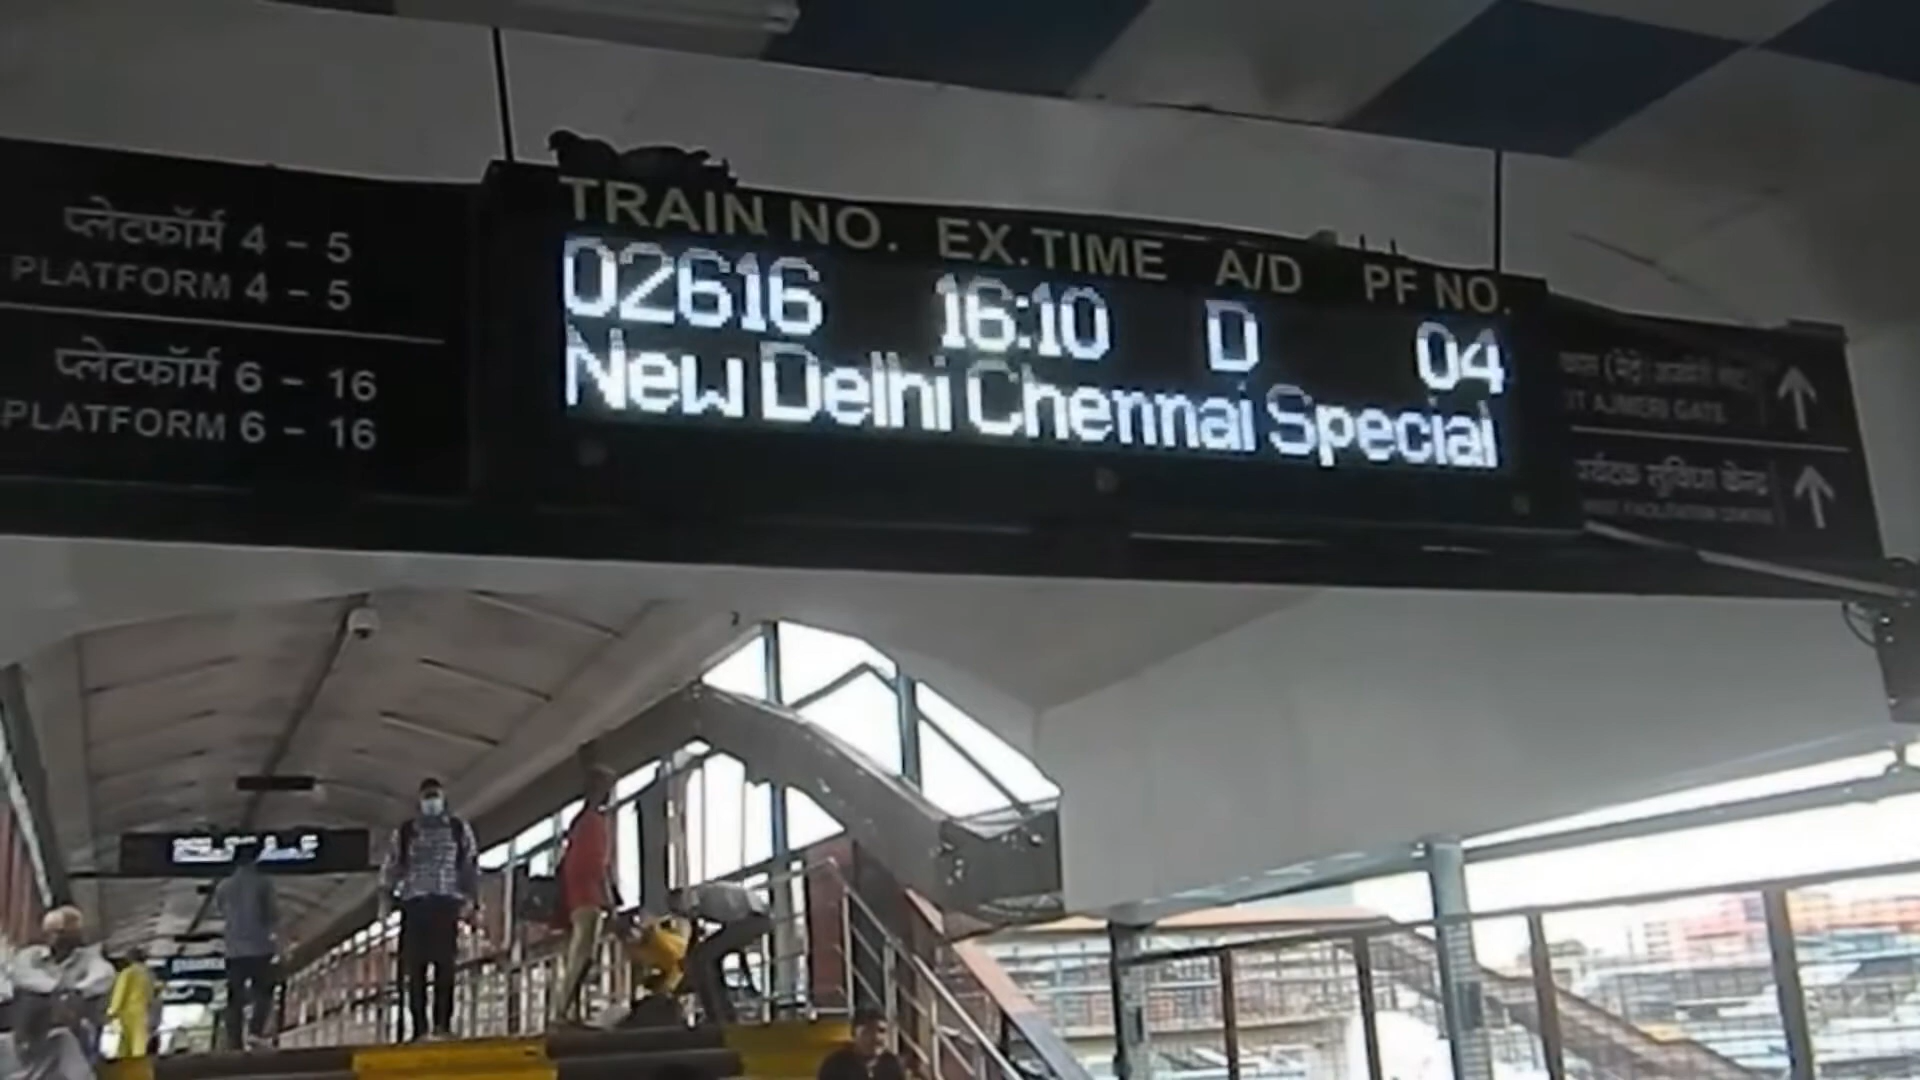 प्लेटफॉर्म 4 - 5
PLATFORM 4 - 5
प्लेटफॉर्म 6 - 16
PLATFORM 6 - 16
TRAIN NO. EX.TIME A/D PF NO.
02616 16:10 D 04
New Delhi Chennai Special
AJMERI GATE
सुविधा केन्द्र